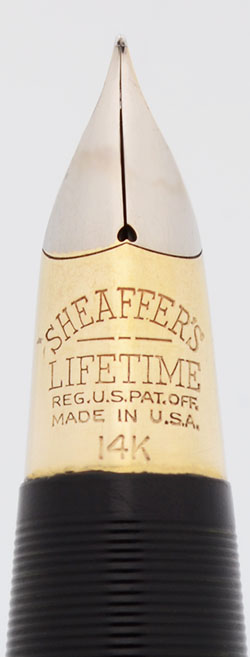 SHEAFFER'S
LIFETIME
REG.U.S.PAT.OFF.
MADE IN U.S.A.
14K